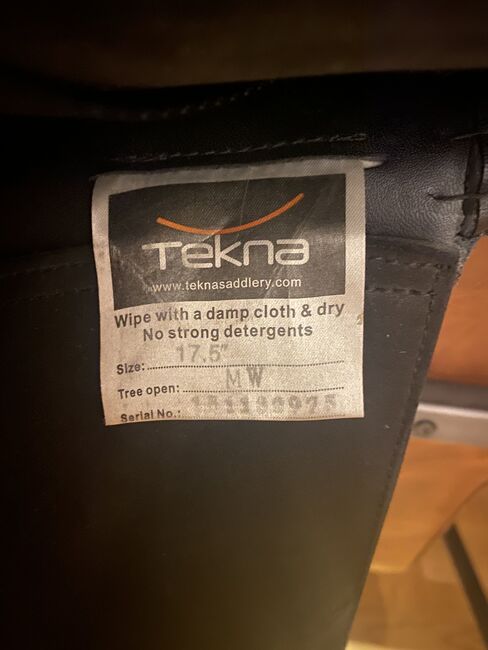 Tekna
www.teknasaddlery.com
Wipe with a damp cloth & dry
No strong detergents
Size: 17.5"
Tree open: MW
Serial No.: